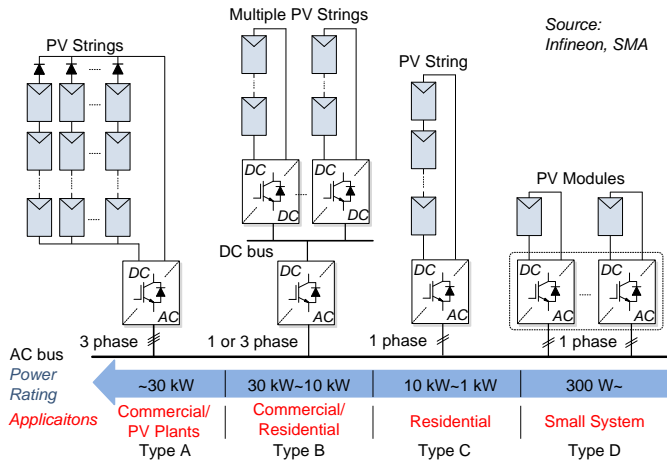 Multiple PV Strings
PV Strings
PV String
Source:
Infineon, SMA
PV Modules
DC
DC
DC
DC
DC bus
DC
AC
DC
AC
DC
AC
DC
AC
DC
AC
3 phase
1 or 3 phase
1 phase
1 phase
AC bus
Power
Rating
~30 kW
30 kW~10 kW
10 kW~1 kW
300 W~
Applicaitons
Commercial/
PV Plants
Commercial/
Residential
Residential
Small System
Type A
Type B
Type C
Type D